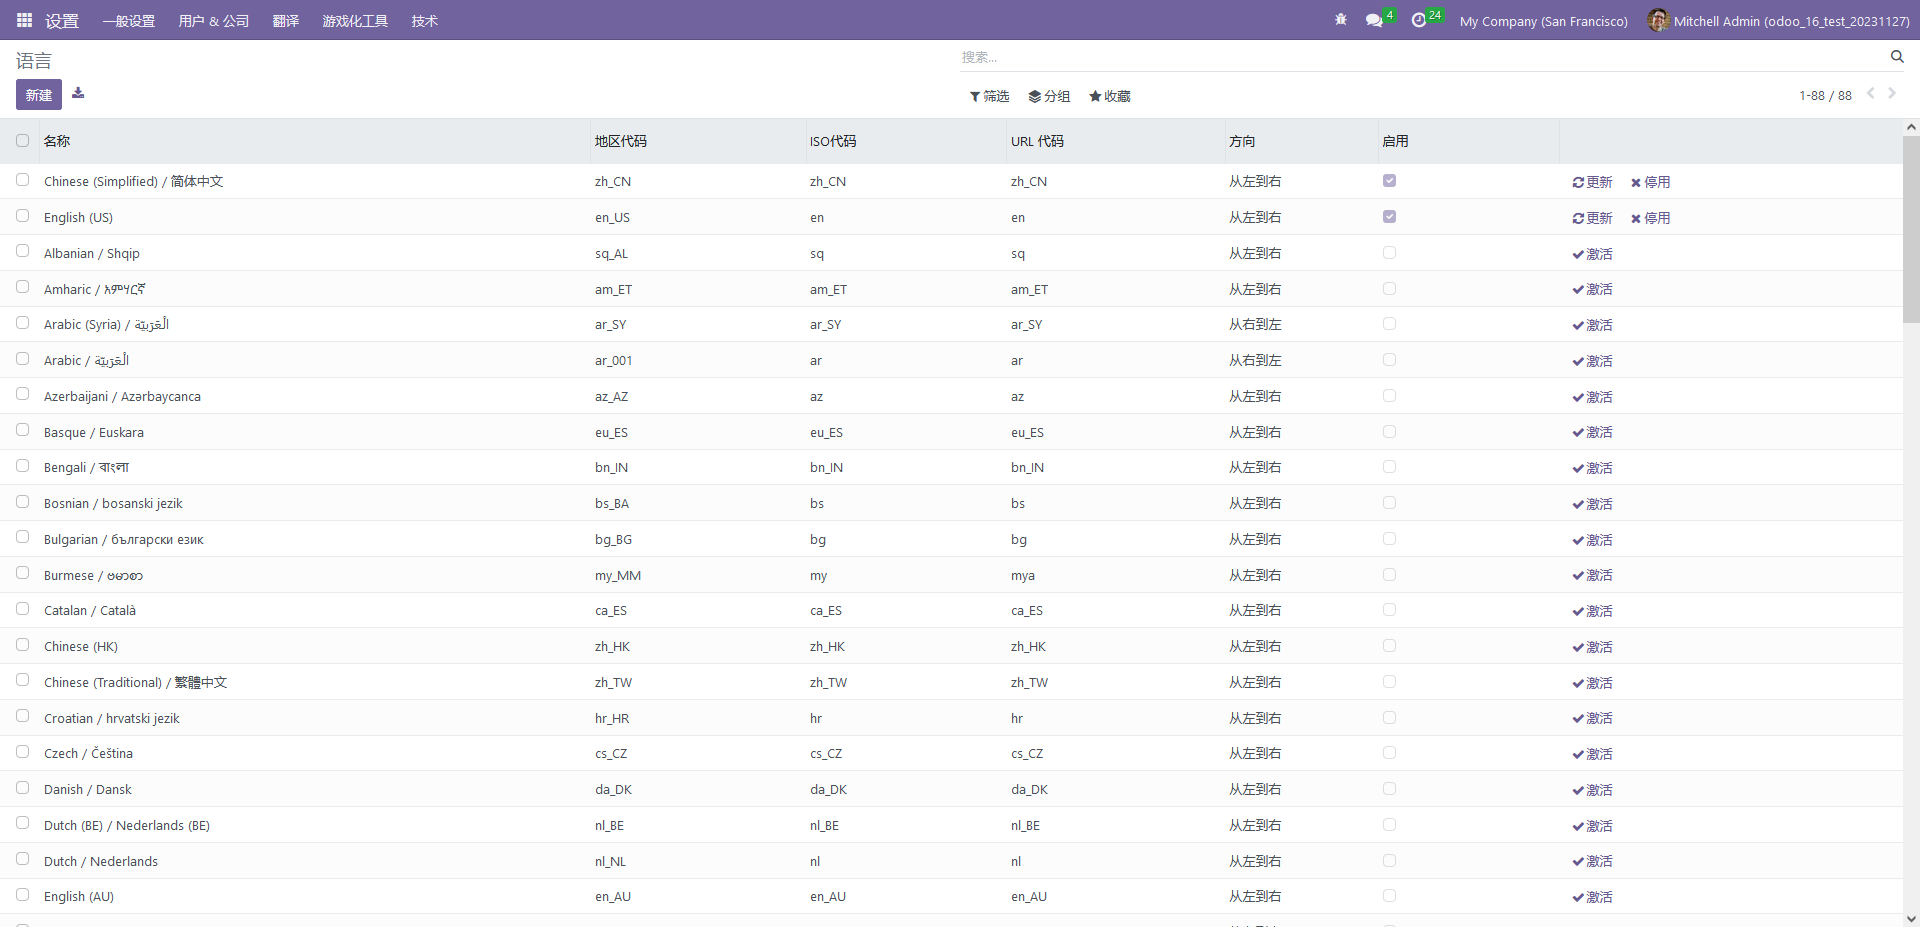 设置 一般设置 用户 & 公司 翻译 游戏化工具 技术 4 24 My Company (San Francisco) Mitchell Admin (odoo_16_test_20231127)
语言 搜索...
新建 筛选 分组 收藏 1-88 / 88
名称 地区代码 ISO代码 URL 代码 方向 启用
Chinese (Simplified) / 简体中文 zh_CN zh_CN zh_CN 从左到右 更新 停用
English (US) en_US en en 从左到右 更新 停用
Albanian / Shqip sq_AL sq sq 从左到右 激活
Amharic / አምሃርኛ am_ET am_ET am_ET 从左到右 激活
Arabic (Syria) / الْعَرَبيّة ar_SY ar_SY ar_SY 从右到左 激活
Arabic / الْعَرَبيّة ar_001 ar ar 从右到左 激活
Azerbaijani / Azərbaycanca az_AZ az az 从左到右 激活
Basque / Euskara eu_ES eu_ES eu_ES 从左到右 激活
Bengali / বাংলা bn_IN bn_IN bn_IN 从左到右 激活
Bosnian / bosanski jezik bs_BA bs bs 从左到右 激活
Bulgarian / български език bg_BG bg bg 从左到右 激活
Burmese / ဗမာစာ my_MM my mya 从左到右 激活
Catalan / Català ca_ES ca_ES ca_ES 从左到右 激活
Chinese (HK) zh_HK zh_HK zh_HK 从左到右 激活
Chinese (Traditional) / 繁體中文 zh_TW zh_TW zh_TW 从左到右 激活
Croatian / hrvatski jezik hr_HR hr hr 从左到右 激活
Czech / Čeština cs_CZ cs_CZ cs_CZ 从左到右 激活
Danish / Dansk da_DK da_DK da_DK 从左到右 激活
Dutch (BE) / Nederlands (BE) nl_BE nl_BE nl_BE 从左到右 激活
Dutch / Nederlands nl_NL nl nl 从左到右 激活
English (AU) en_AU en_AU en_AU 从左到右 激活